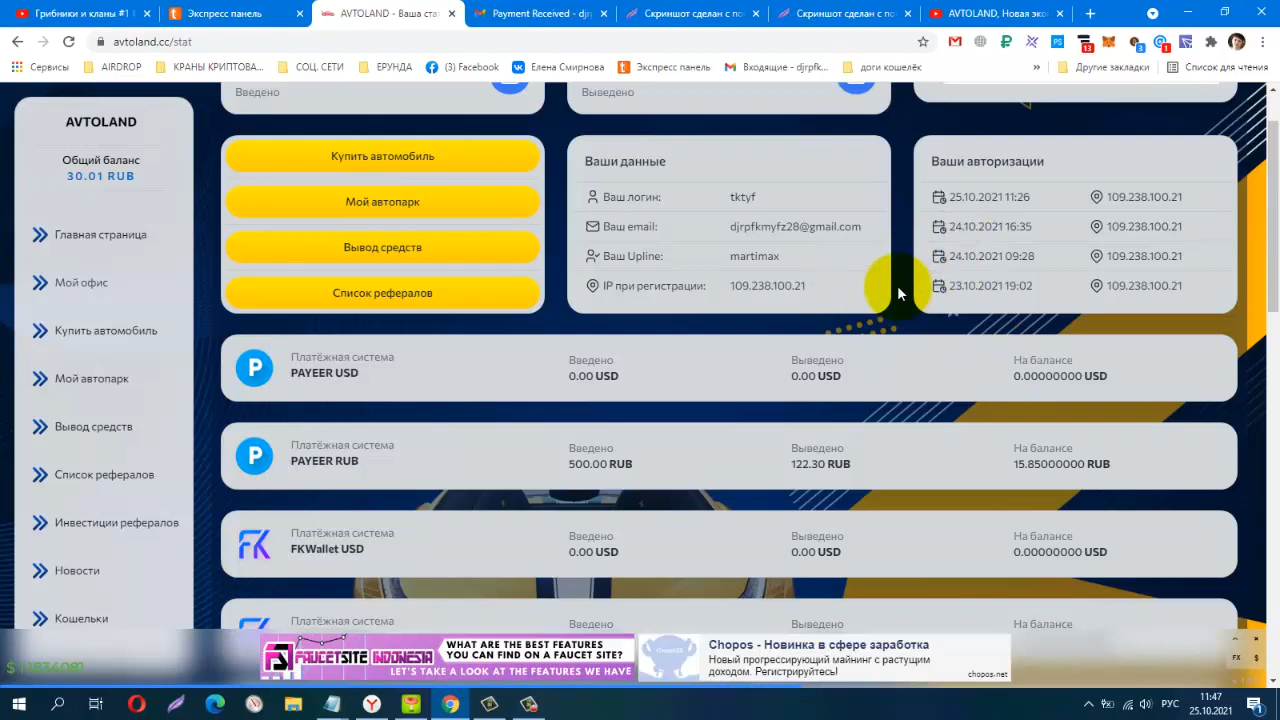 Грибники и кланы #1
Экспресс панель
AVTOLAND - Ваша ста
Payment Received - djrp
Скриншот сделан с по
Скриншот сделан с по
AVTOLAND, Новая эко
avtoland.cc/stat
Сервисы
AIRDROP
КРАНЫ КРИПТОВА...
СОЦ. СЕТИ
ЕРУНДА
(3) Facebook
Елена Смирнова
Экспресс панель
Входящие - djrpfk...
доги кошелёк
Другие закладки
Список для чтения
AVTOLAND
Общий баланс
30.01 RUB
Главная страница
Мой офис
Купить автомобиль
Мой автопарк
Вывод средств
Список рефералов
Инвестиции рефералов
Новости
Кошельки
Введено
Выведено
Купить автомобиль
Мой автопарк
Вывод средств
Список рефералов
Ваши данные
Ваш логин: tktyf
Ваш email: djrpfkmyfz28@gmail.com
Ваш Upline: martimax
IP при регистрации: 109.238.100.21
Ваши авторизации
25.10.2021 11:26 109.238.100.21
24.10.2021 16:35 109.238.100.21
24.10.2021 09:28 109.238.100.21
23.10.2021 19:02 109.238.100.21
Платёжная система Введено Выведено На балансе
PAYEER USD 0.00 USD 0.00 USD 0.00000000 USD
Платёжная система Введено Выведено На балансе
PAYEER RUB 500.00 RUB 122.30 RUB 15.85000000 RUB
Платёжная система Введено Выведено На балансе
FKWallet USD 0.00 USD 0.00 USD 0.00000000 USD
Платёжная система Введено Выведено На балансе
FAUCETSITE INDONESIA
WHAT ARE THE BEST FEATURES
YOU CAN FIND ON A FAUCET SITE?
LET'S TAKE A LOOK AT THE FEATURES WE HAVE
Chopos - Новинка в сфере заработка
Новый прогрессирующий майнинг с растущим
доходом. Регистрируйтесь!
chopos.net
FX $
РУС
11:47
25.10.2021